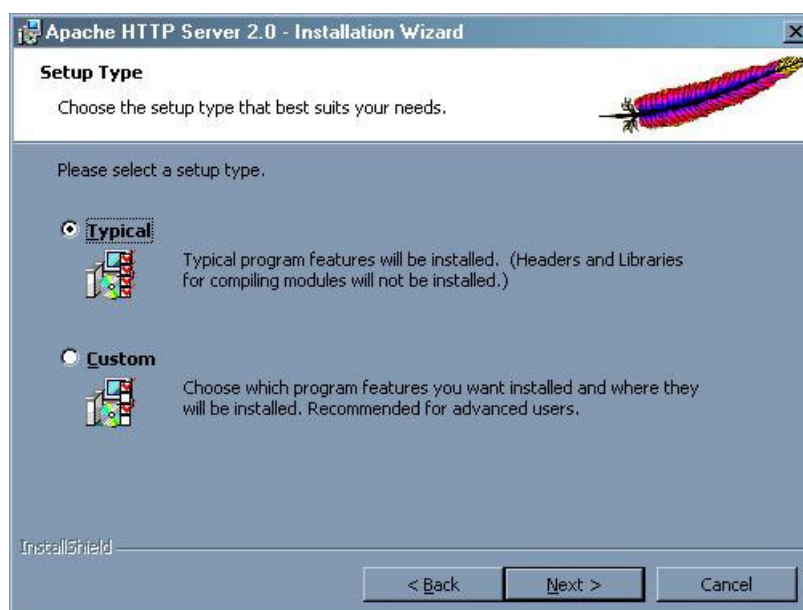 Apache HTTP Server 2.0 - Installation Wizard
Setup Type
Choose the setup type that best suits your needs.
Please select a setup type.
Typical
Typical program features will be installed. (Headers and Libraries
for compiling modules will not be installed.)
Custom
Choose which program features you want installed and where they
will be installed. Recommended for advanced users.
InstallShield
< Back
Next >
Cancel